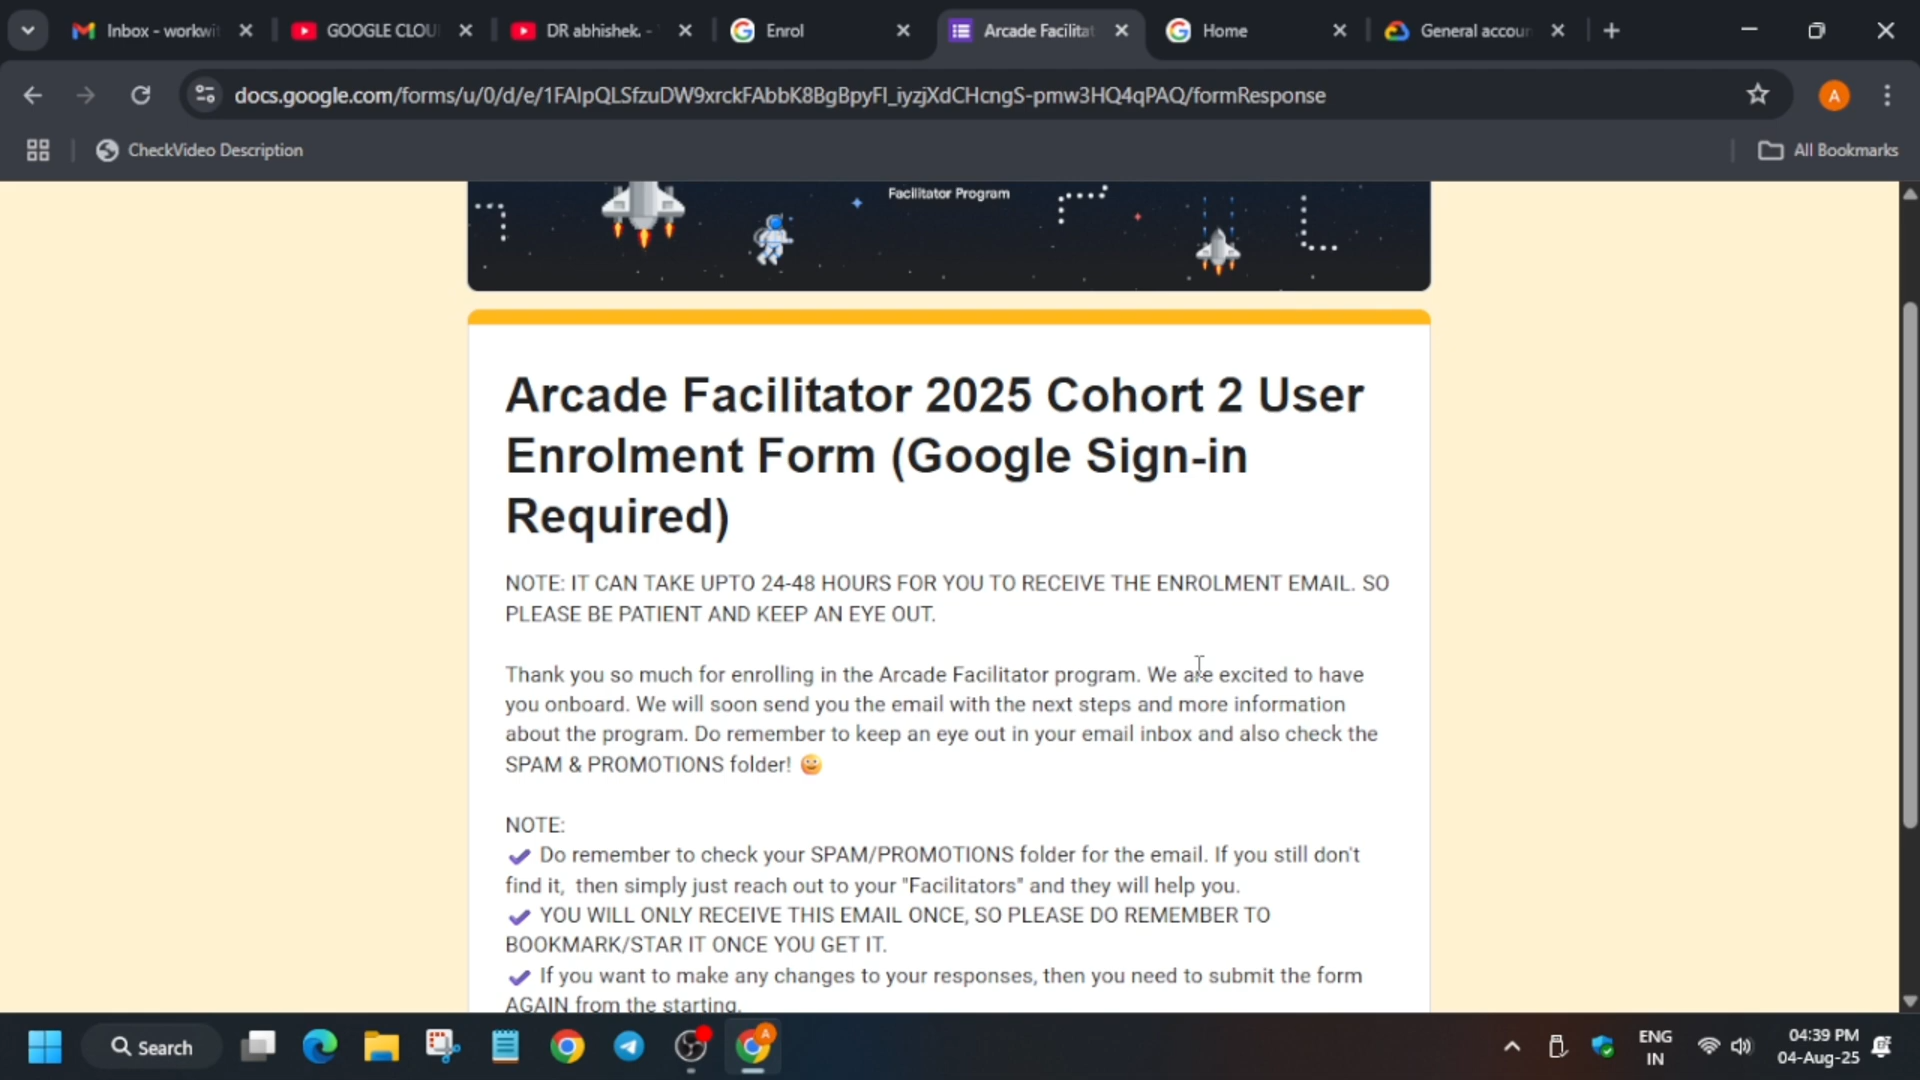 Inbox - workwit
GOOGLE CLOU
DR abhishek. -
Enrol
Arcade Facilitat
Home
General accoun
docs.google.com/forms/u/0/d/e/1FAIpQLSfzuDW9xrckFAbbK8BgBpyFI_iyzjXdCHcngS-pmw3HQ4qPAQ/formResponse
A
CheckVideo Description
All Bookmarks
Facilitator Program
Arcade Facilitator 2025 Cohort 2 User
Enrolment Form (Google Sign-in
Required)
NOTE: IT CAN TAKE UPTO 24-48 HOURS FOR YOU TO RECEIVE THE ENROLMENT EMAIL. SO
PLEASE BE PATIENT AND KEEP AN EYE OUT.
Thank you so much for enrolling in the Arcade Facilitator program. We are excited to have
you onboard. We will soon send you the email with the next steps and more information
about the program. Do remember to keep an eye out in your email inbox and also check the
SPAM & PROMOTIONS folder! 🙂
NOTE:
✔ Do remember to check your SPAM/PROMOTIONS folder for the email. If you still don't
find it, then simply just reach out to your "Facilitators" and they will help you.
✔ YOU WILL ONLY RECEIVE THIS EMAIL ONCE, SO PLEASE DO REMEMBER TO
BOOKMARK/STAR IT ONCE YOU GET IT.
✔ If you want to make any changes to your responses, then you need to submit the form
AGAIN from the starting.
Search
A
ENG
IN
04:39 PM
04-Aug-25